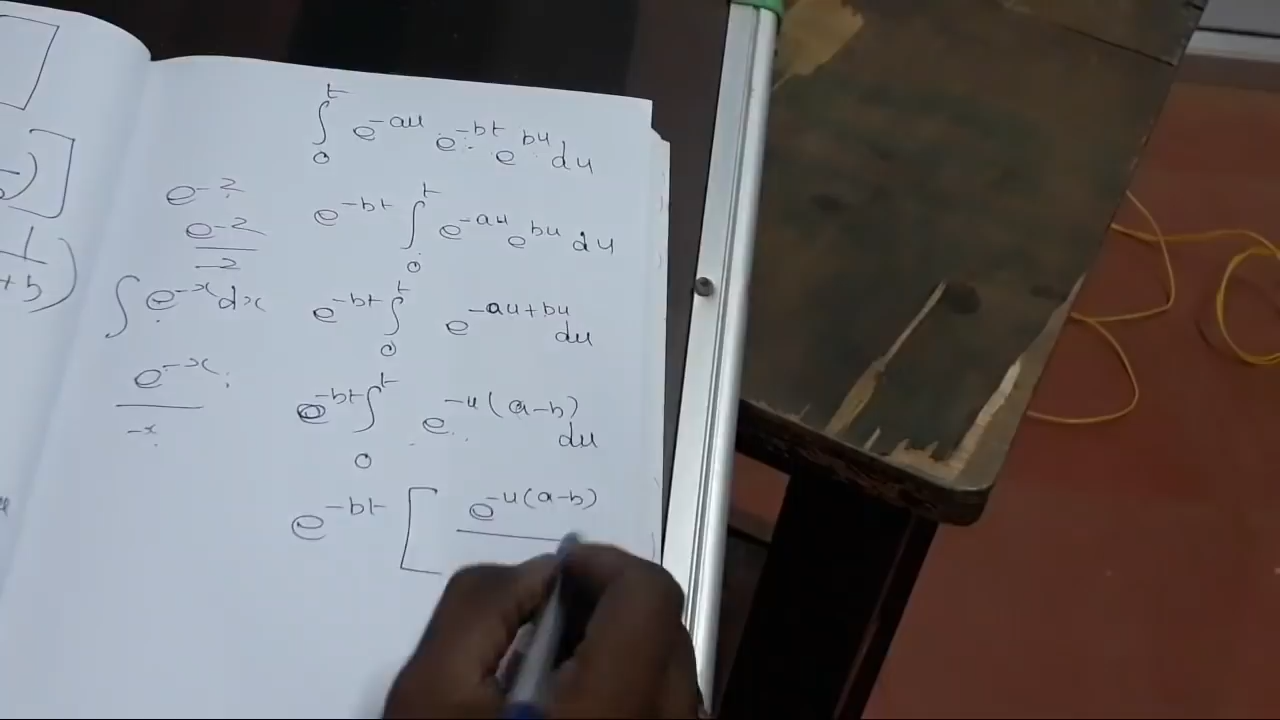 ∫₀ᵗ e^{-au} e^{-bt} e^{bu} du
e^{-2}
e^{-bt} ∫₀ᵗ e^{-au} e^{bu} du
e^{-2}/-2
∫ e^{-x} dx
e^{-bt} ∫₀ᵗ e^{-au+bu} du
e^{-x}/-x
e^{-bt} ∫₀ᵗ e^{-u(a-b)} du
e^{-bt} [ e^{-u(a-b)}
1
+b)